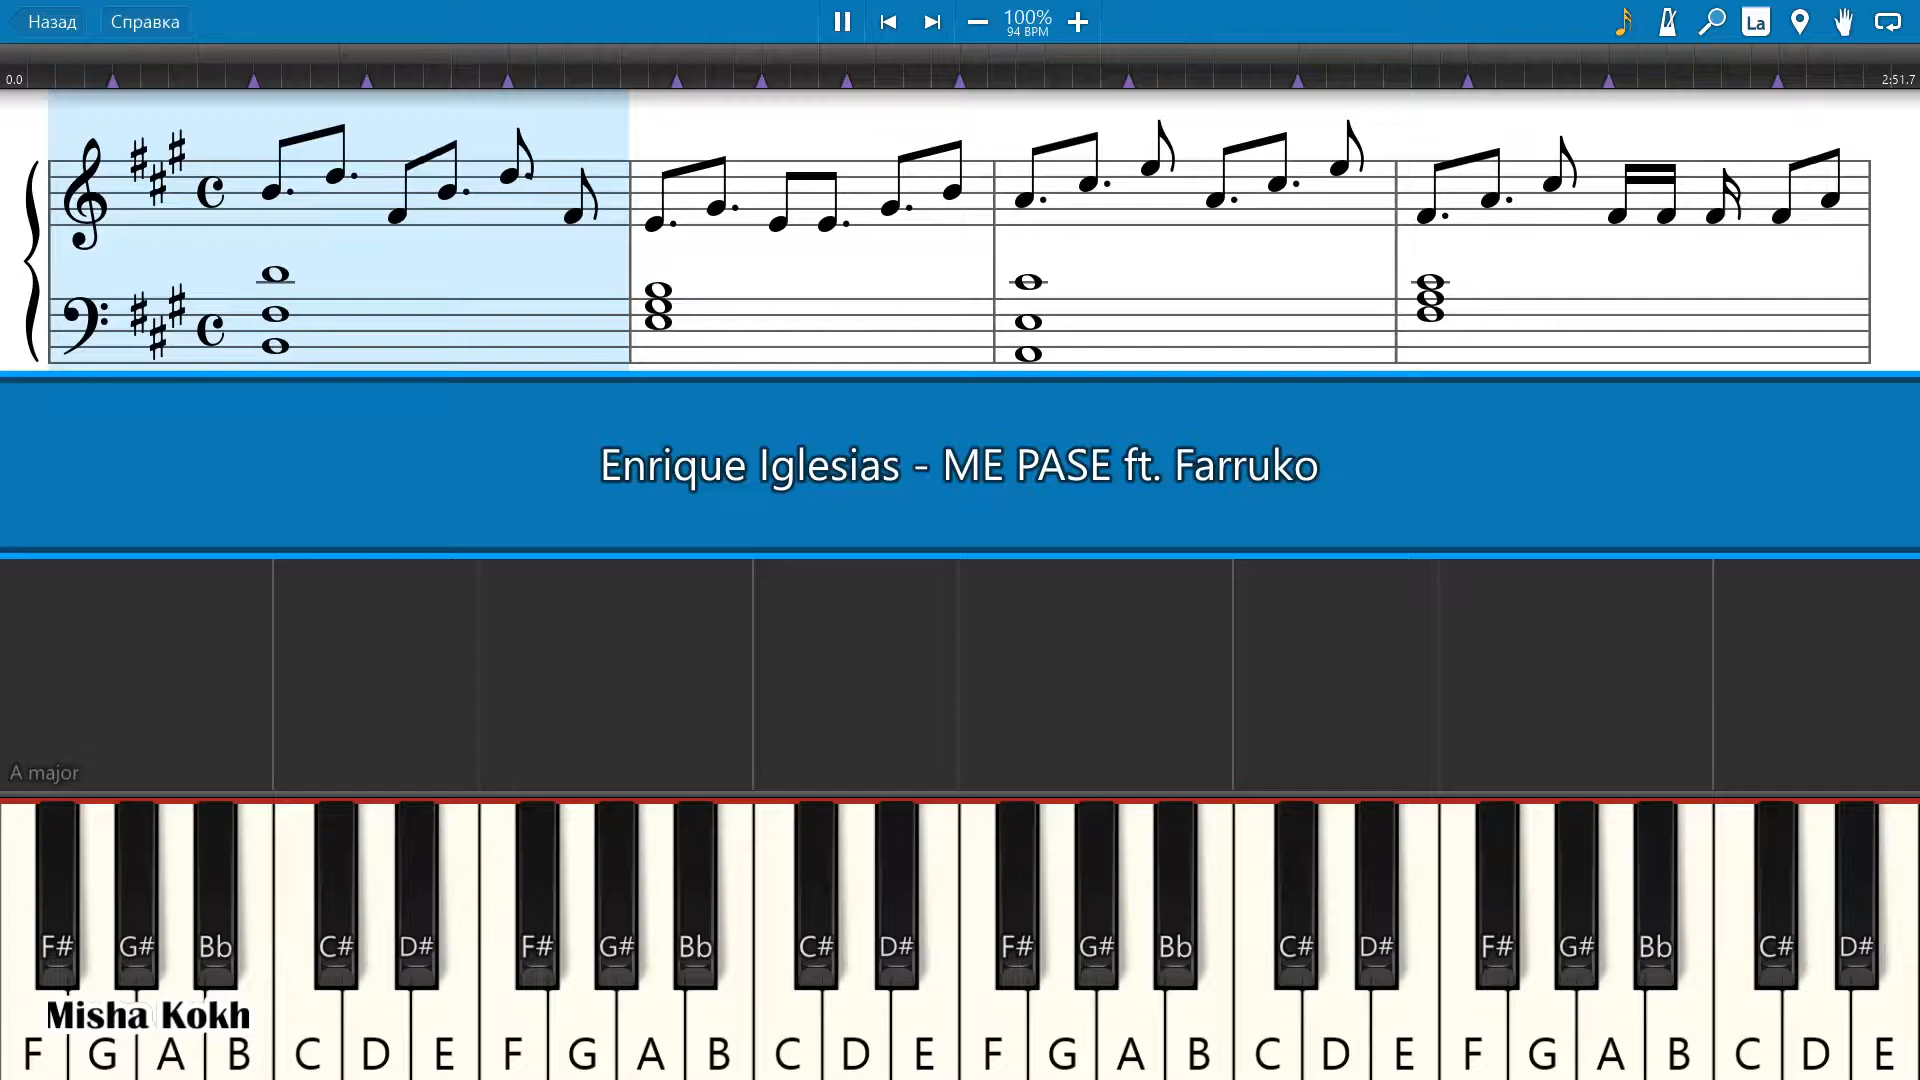 Назад Справка 100% La
94 BPM
0.0 2:51.7
Enrique Iglesias - ME PASE ft. Farruko
A major
F# G# Bb C# D# F# G# Bb C# D# F# G# Bb C# D# F# G# Bb C# D#
Misha Kokh
F G A B C D E F G A B C D E F G A B C D E F G A B C D E